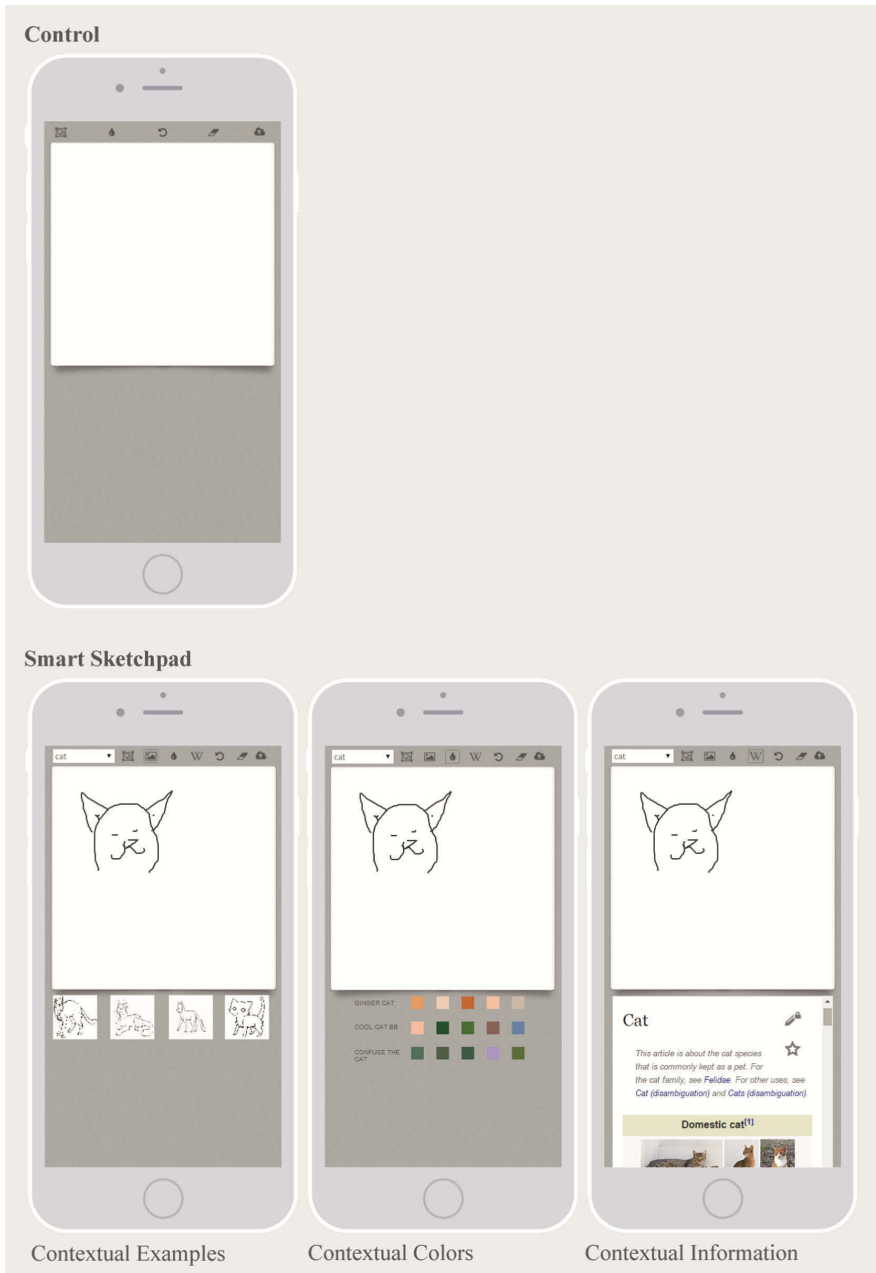 Control
Smart Sketchpad
cat
W
cat
W
cat
W
GINGER CAT
COOL CAT BB
CONFUSE THE
CAT
Cat
This article is about the cat species
that is commonly kept as a pet. For
the cat family, see Felidae. For other uses, see
Cat (disambiguation) and Cats (disambiguation).
Domestic cat[1]
Contextual Examples
Contextual Colors
Contextual Information